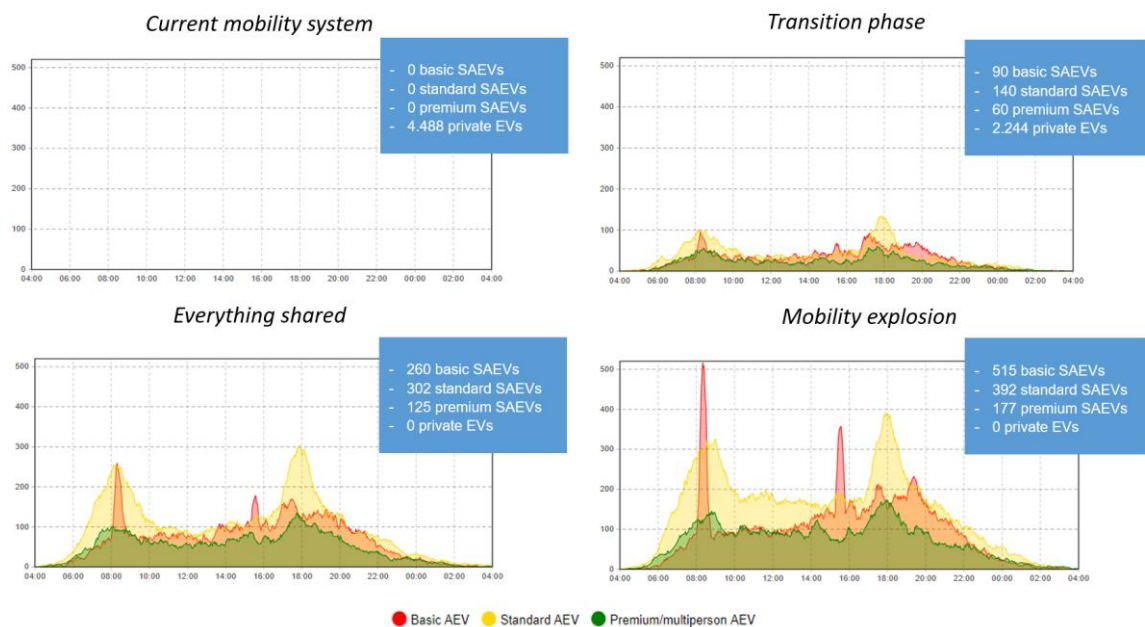 Current mobility system
- 0 basic SAEVs
- 0 standard SAEVs
- 0 premium SAEVs
- 4.488 private EVs
500
400
300
200
100
0
04:00 06:00 08:00 10:00 12:00 14:00 16:00 18:00 20:00 22:00 00:00 02:00 04:00
Transition phase
- 90 basic SAEVs
- 140 standard SAEVs
- 60 premium SAEVs
- 2.244 private EVs
500
400
300
200
100
0
04:00 06:00 08:00 10:00 12:00 14:00 16:00 18:00 20:00 22:00 00:00 02:00 04:00
Everything shared
- 260 basic SAEVs
- 302 standard SAEVs
- 125 premium SAEVs
- 0 private EVs
500
400
300
200
100
0
04:00 06:00 08:00 10:00 12:00 14:00 16:00 18:00 20:00 22:00 00:00 02:00 04:00
Mobility explosion
- 515 basic SAEVs
- 392 standard SAEVs
- 177 premium SAEVs
- 0 private EVs
500
400
300
200
100
0
04:00 06:00 08:00 10:00 12:00 14:00 16:00 18:00 20:00 22:00 00:00 02:00 04:00
Basic AEV Standard AEV Premium/multiperson AEV